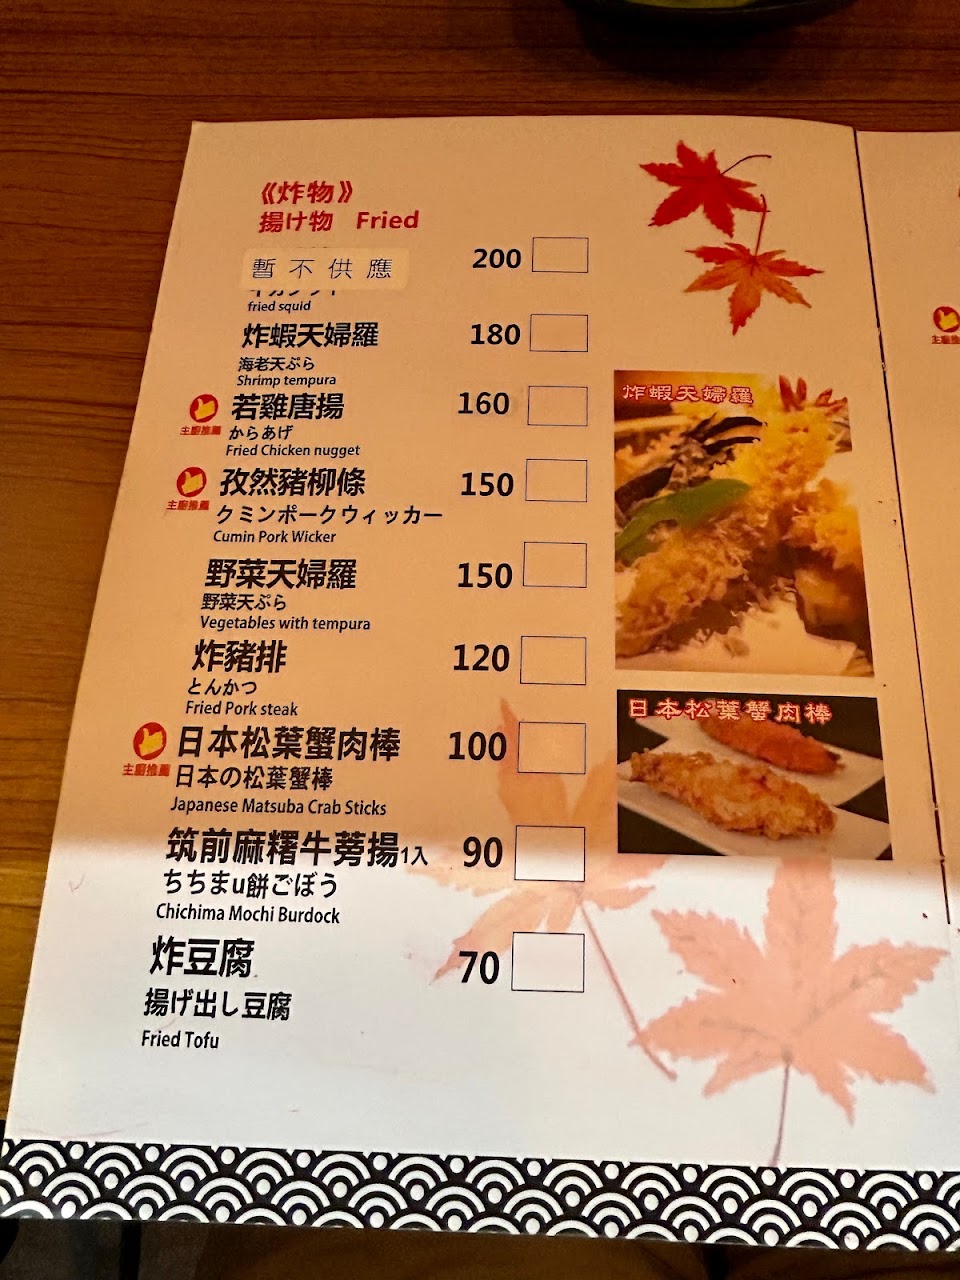 《炸物》
揚げ物 Fried
暫不供應 200
fried squid
炸蝦天婦羅 180
海老天ぷら
Shrimp tempura
若雞唐揚 160
主廚推薦
からあげ
Fried Chicken nugget
孜然豬柳條 150
主廚推薦
クミンポークウィッカー
Cumin Pork Wicker
野菜天婦羅 150
野菜天ぷら
Vegetables with tempura
炸豬排 120
とんかつ
Fried Pork steak
日本松葉蟹肉棒 100
主廚推薦
日本の松葉蟹棒
Japanese Matsuba Crab Sticks
筑前麻糬牛蒡揚1入 90
ちちまu餅ごぼう
Chichima Mochi Burdock
炸豆腐 70
揚げ出し豆腐
Fried Tofu
炸蝦天婦羅
日本松葉蟹肉棒